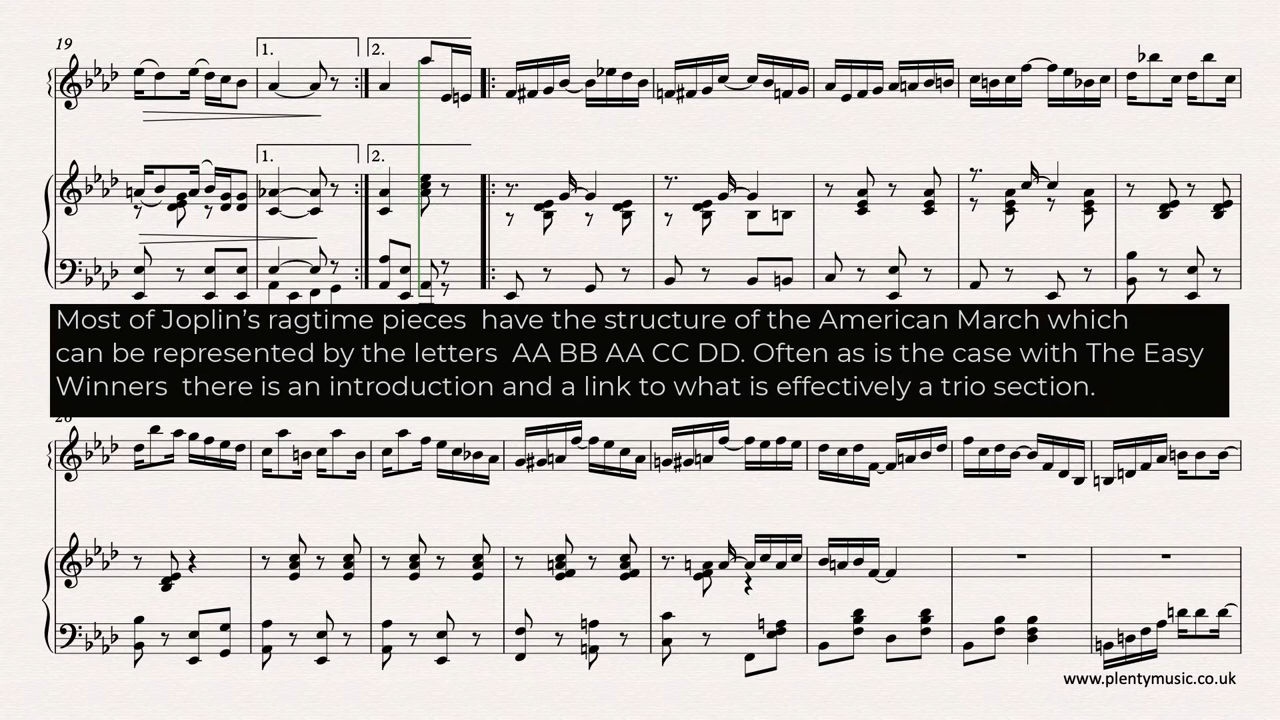 19
1. 2.
1. 2.
Most of Joplin’s ragtime pieces  have the structure of the American March which
can be represented by the letters  AA BB AA CC DD. Often as is the case with The Easy
Winners  there is an introduction and a link to what is effectively a trio section.
www.plentymusic.co.uk